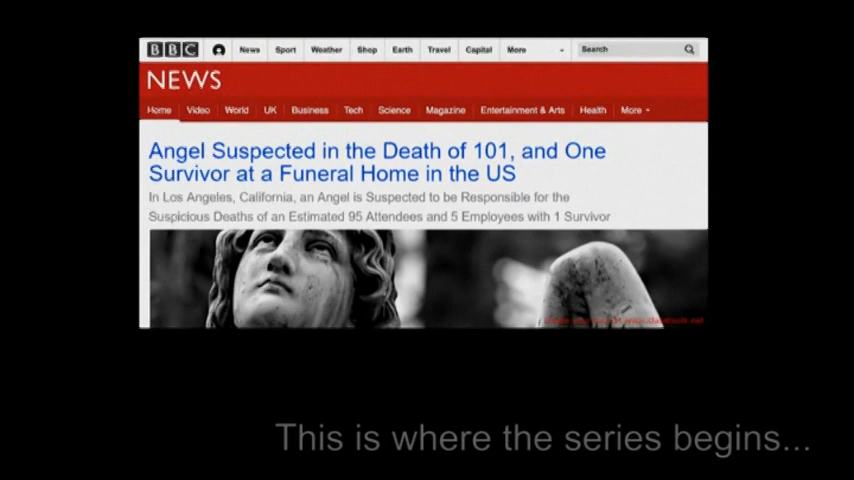 BBC News Sport Weather Shop Earth Travel Capital More Search
NEWS
Home Video World UK Business Tech Science Magazine Entertainment & Arts Health More
Angel Suspected in the Death of 101, and One
Survivor at a Funeral Home in the US
In Los Angeles, California, an Angel is Suspected to be Responsible for the
Suspicious Deaths of an Estimated 95 Attendees and 5 Employees with 1 Survivor
This is where the series begins...